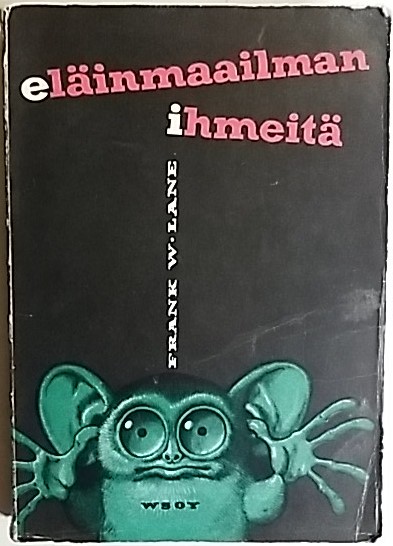 eläinmaailman
ihmeitä
FRANK W. LANE
WSOY